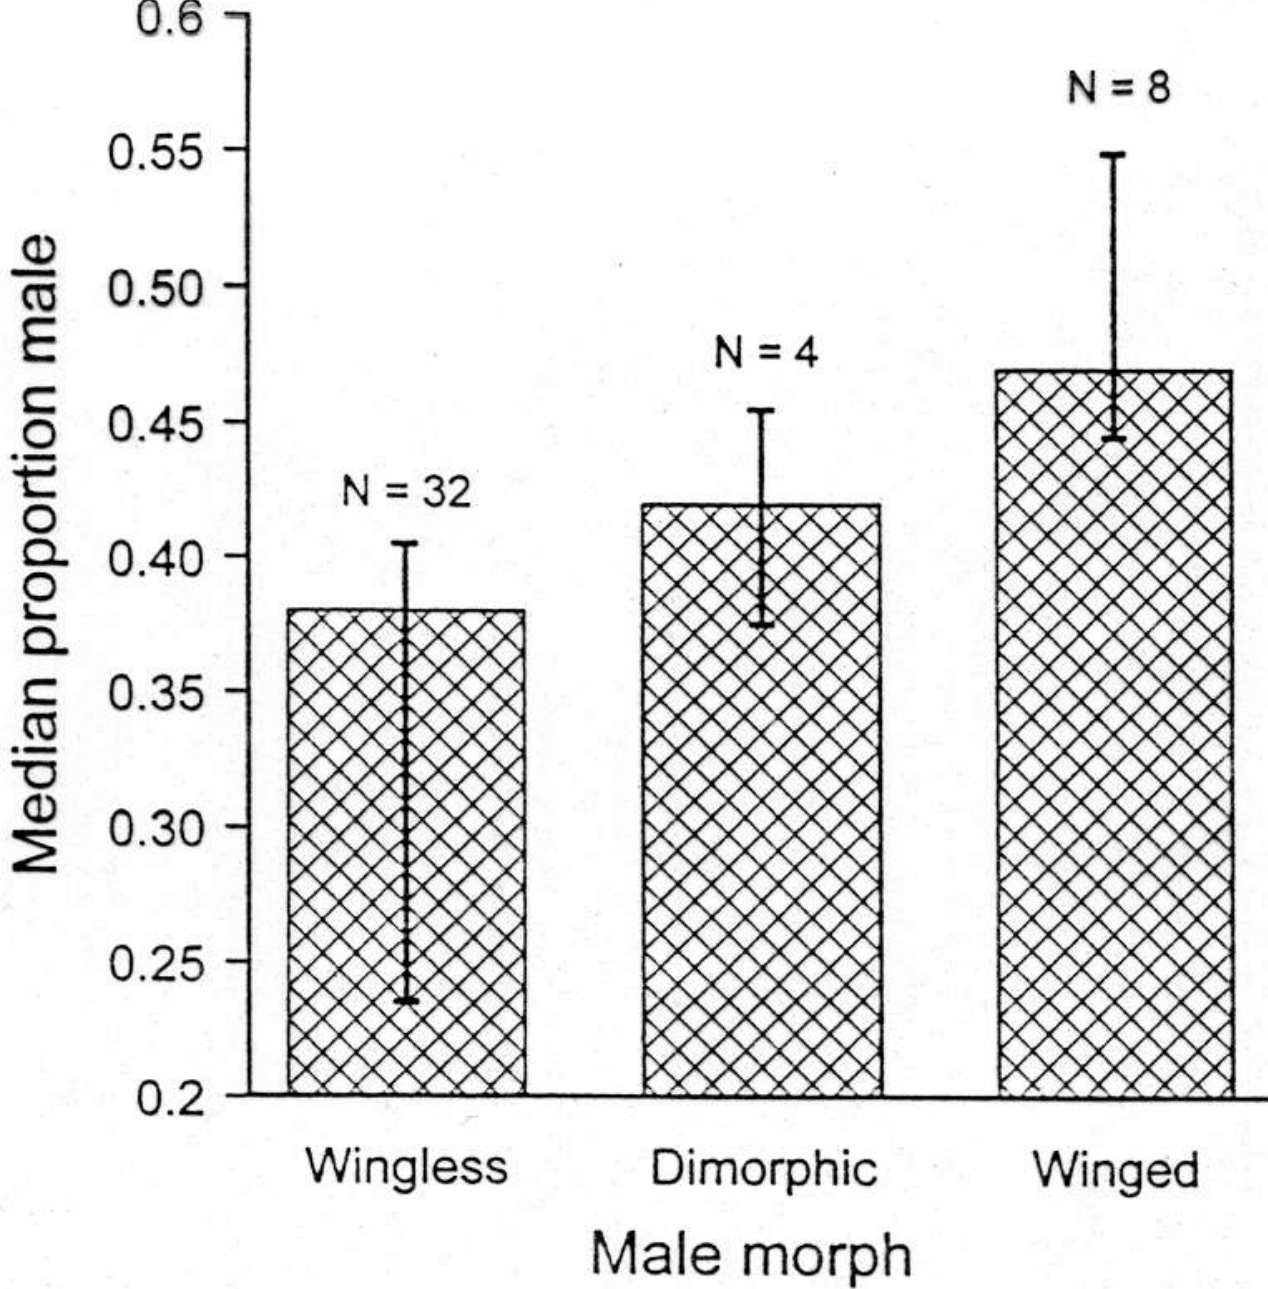 Median proportion male
0.6
0.55
0.50
0.45
0.40
0.35
0.30
0.25
0.2
N = 32
N = 4
N = 8
Wingless
Dimorphic
Winged
Male morph